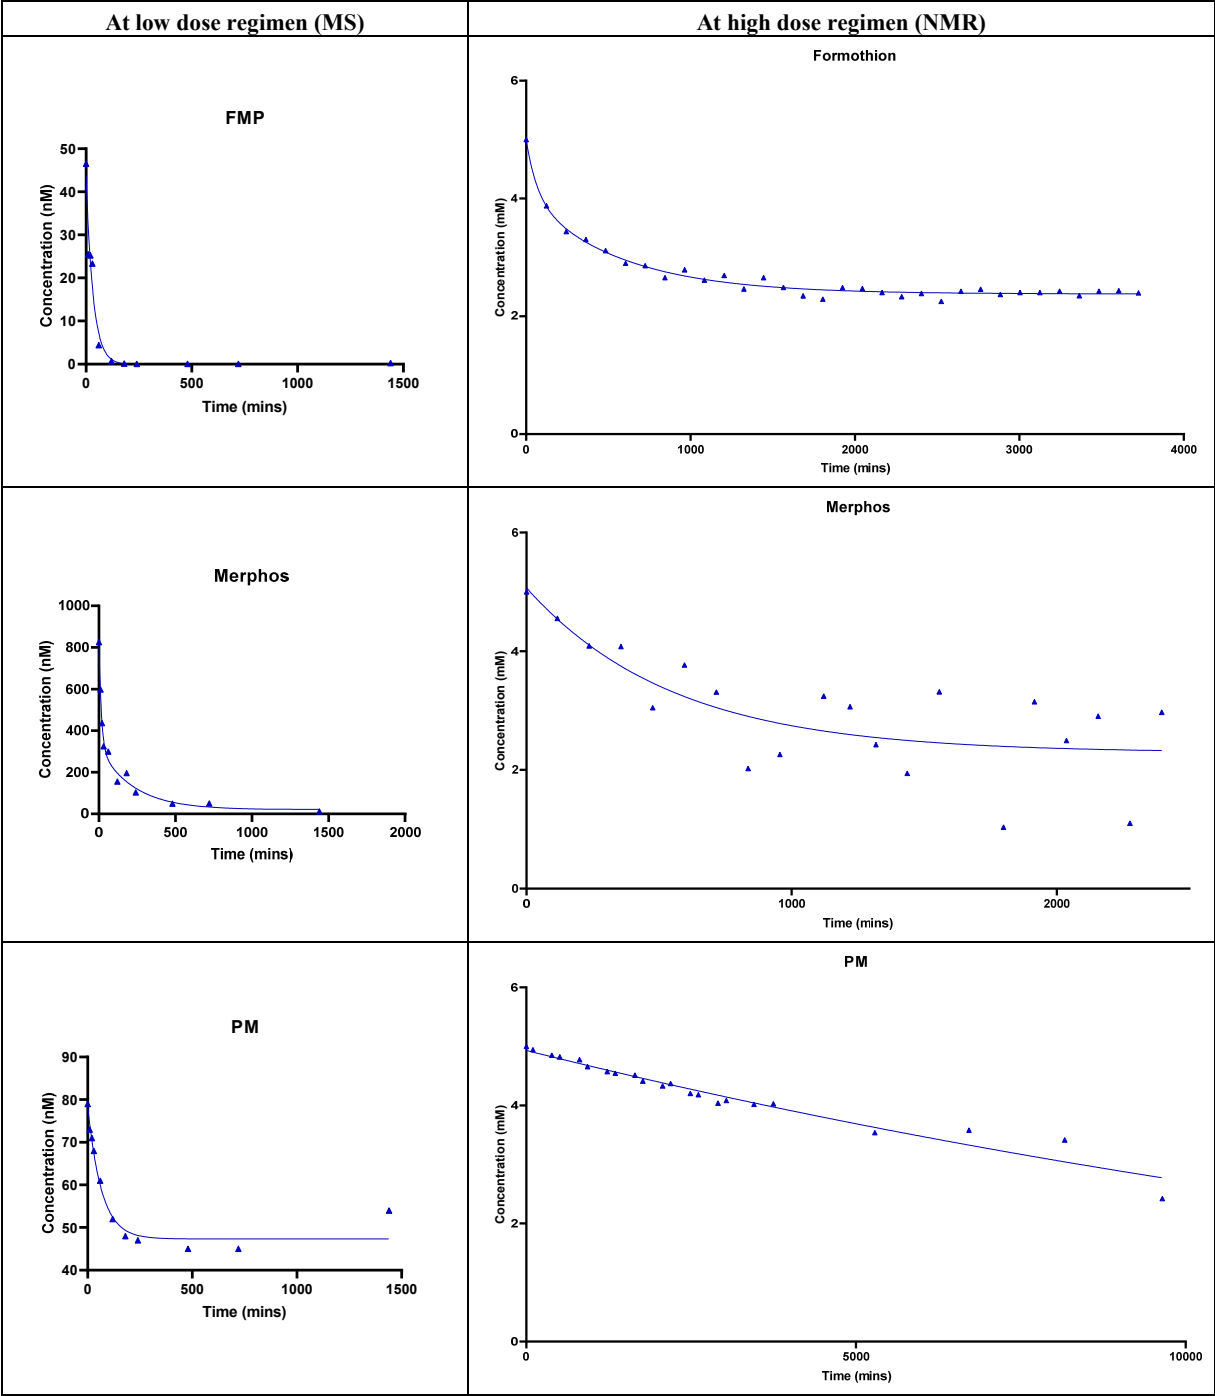 At low dose regimen (MS)
At high dose regimen (NMR)
FMP
50
40
30
20
10
0
Concentration (nM)
0 500 1000 1500
Time (mins)
Formothion
6
4
2
0
Concentration (mM)
0 1000 2000 3000 4000
Time (mins)
Merphos
1000
800
600
400
200
0
Concentration (nM)
0 500 1000 1500 2000
Time (mins)
Merphos
6
4
2
0
Concentration (mM)
0 1000 2000
Time (mins)
PM
90
80
70
60
50
40
Concentration (nM)
0 500 1000 1500
Time (mins)
PM
6
4
2
0
Concentration (mM)
0 5000 10000
Time (mins)